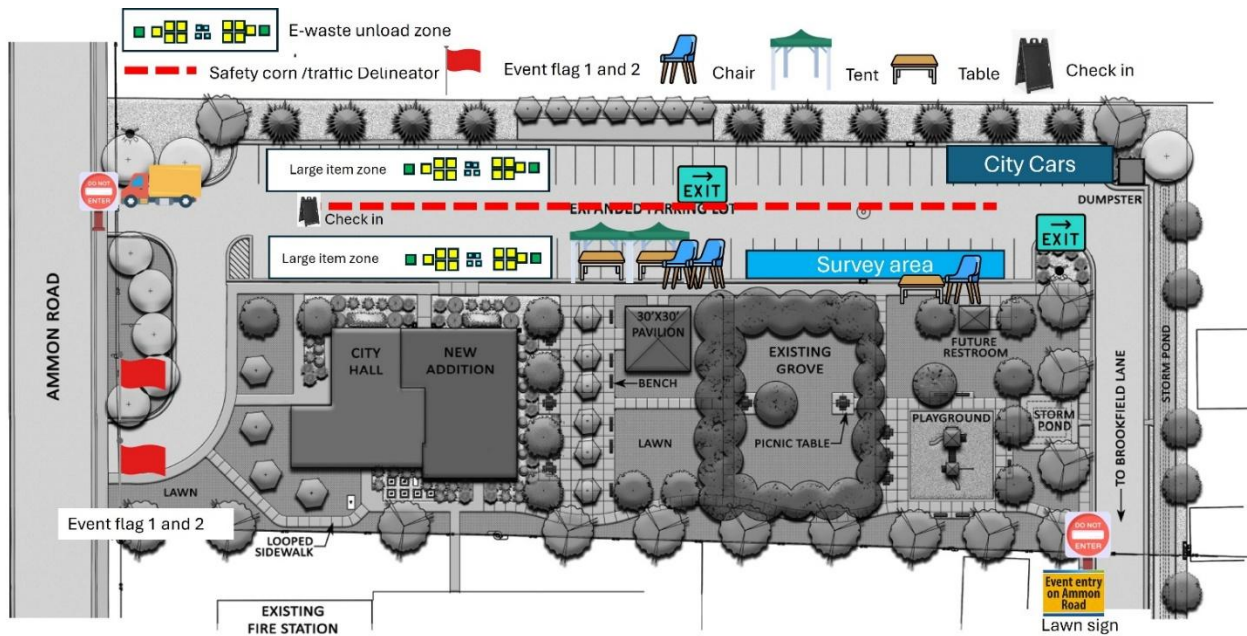 E-waste unload zone
Safety corn /traffic Delineator
Event flag 1 and 2
Chair
Tent
Table
Check in
Large item zone
City Cars
DO NOT
ENTER
→
EXIT
EXPANDED PARKING LOT
Check in
DUMPSTER
→
EXIT
Large item zone
Survey area
AMMON ROAD
30'X30'
PAVILION
CITY
HALL
NEW
ADDITION
EXISTING
GROVE
FUTURE
RESTROOM
BENCH
PLAYGROUND
STORM
POND
STORM POND
LAWN
PICNIC TABLE
TO BROOKFIELD LANE
LAWN
Event flag 1 and 2
LOOPED
SIDEWALK
DO NOT
ENTER
Event entry
on Ammon
Road
Lawn sign
EXISTING
FIRE STATION